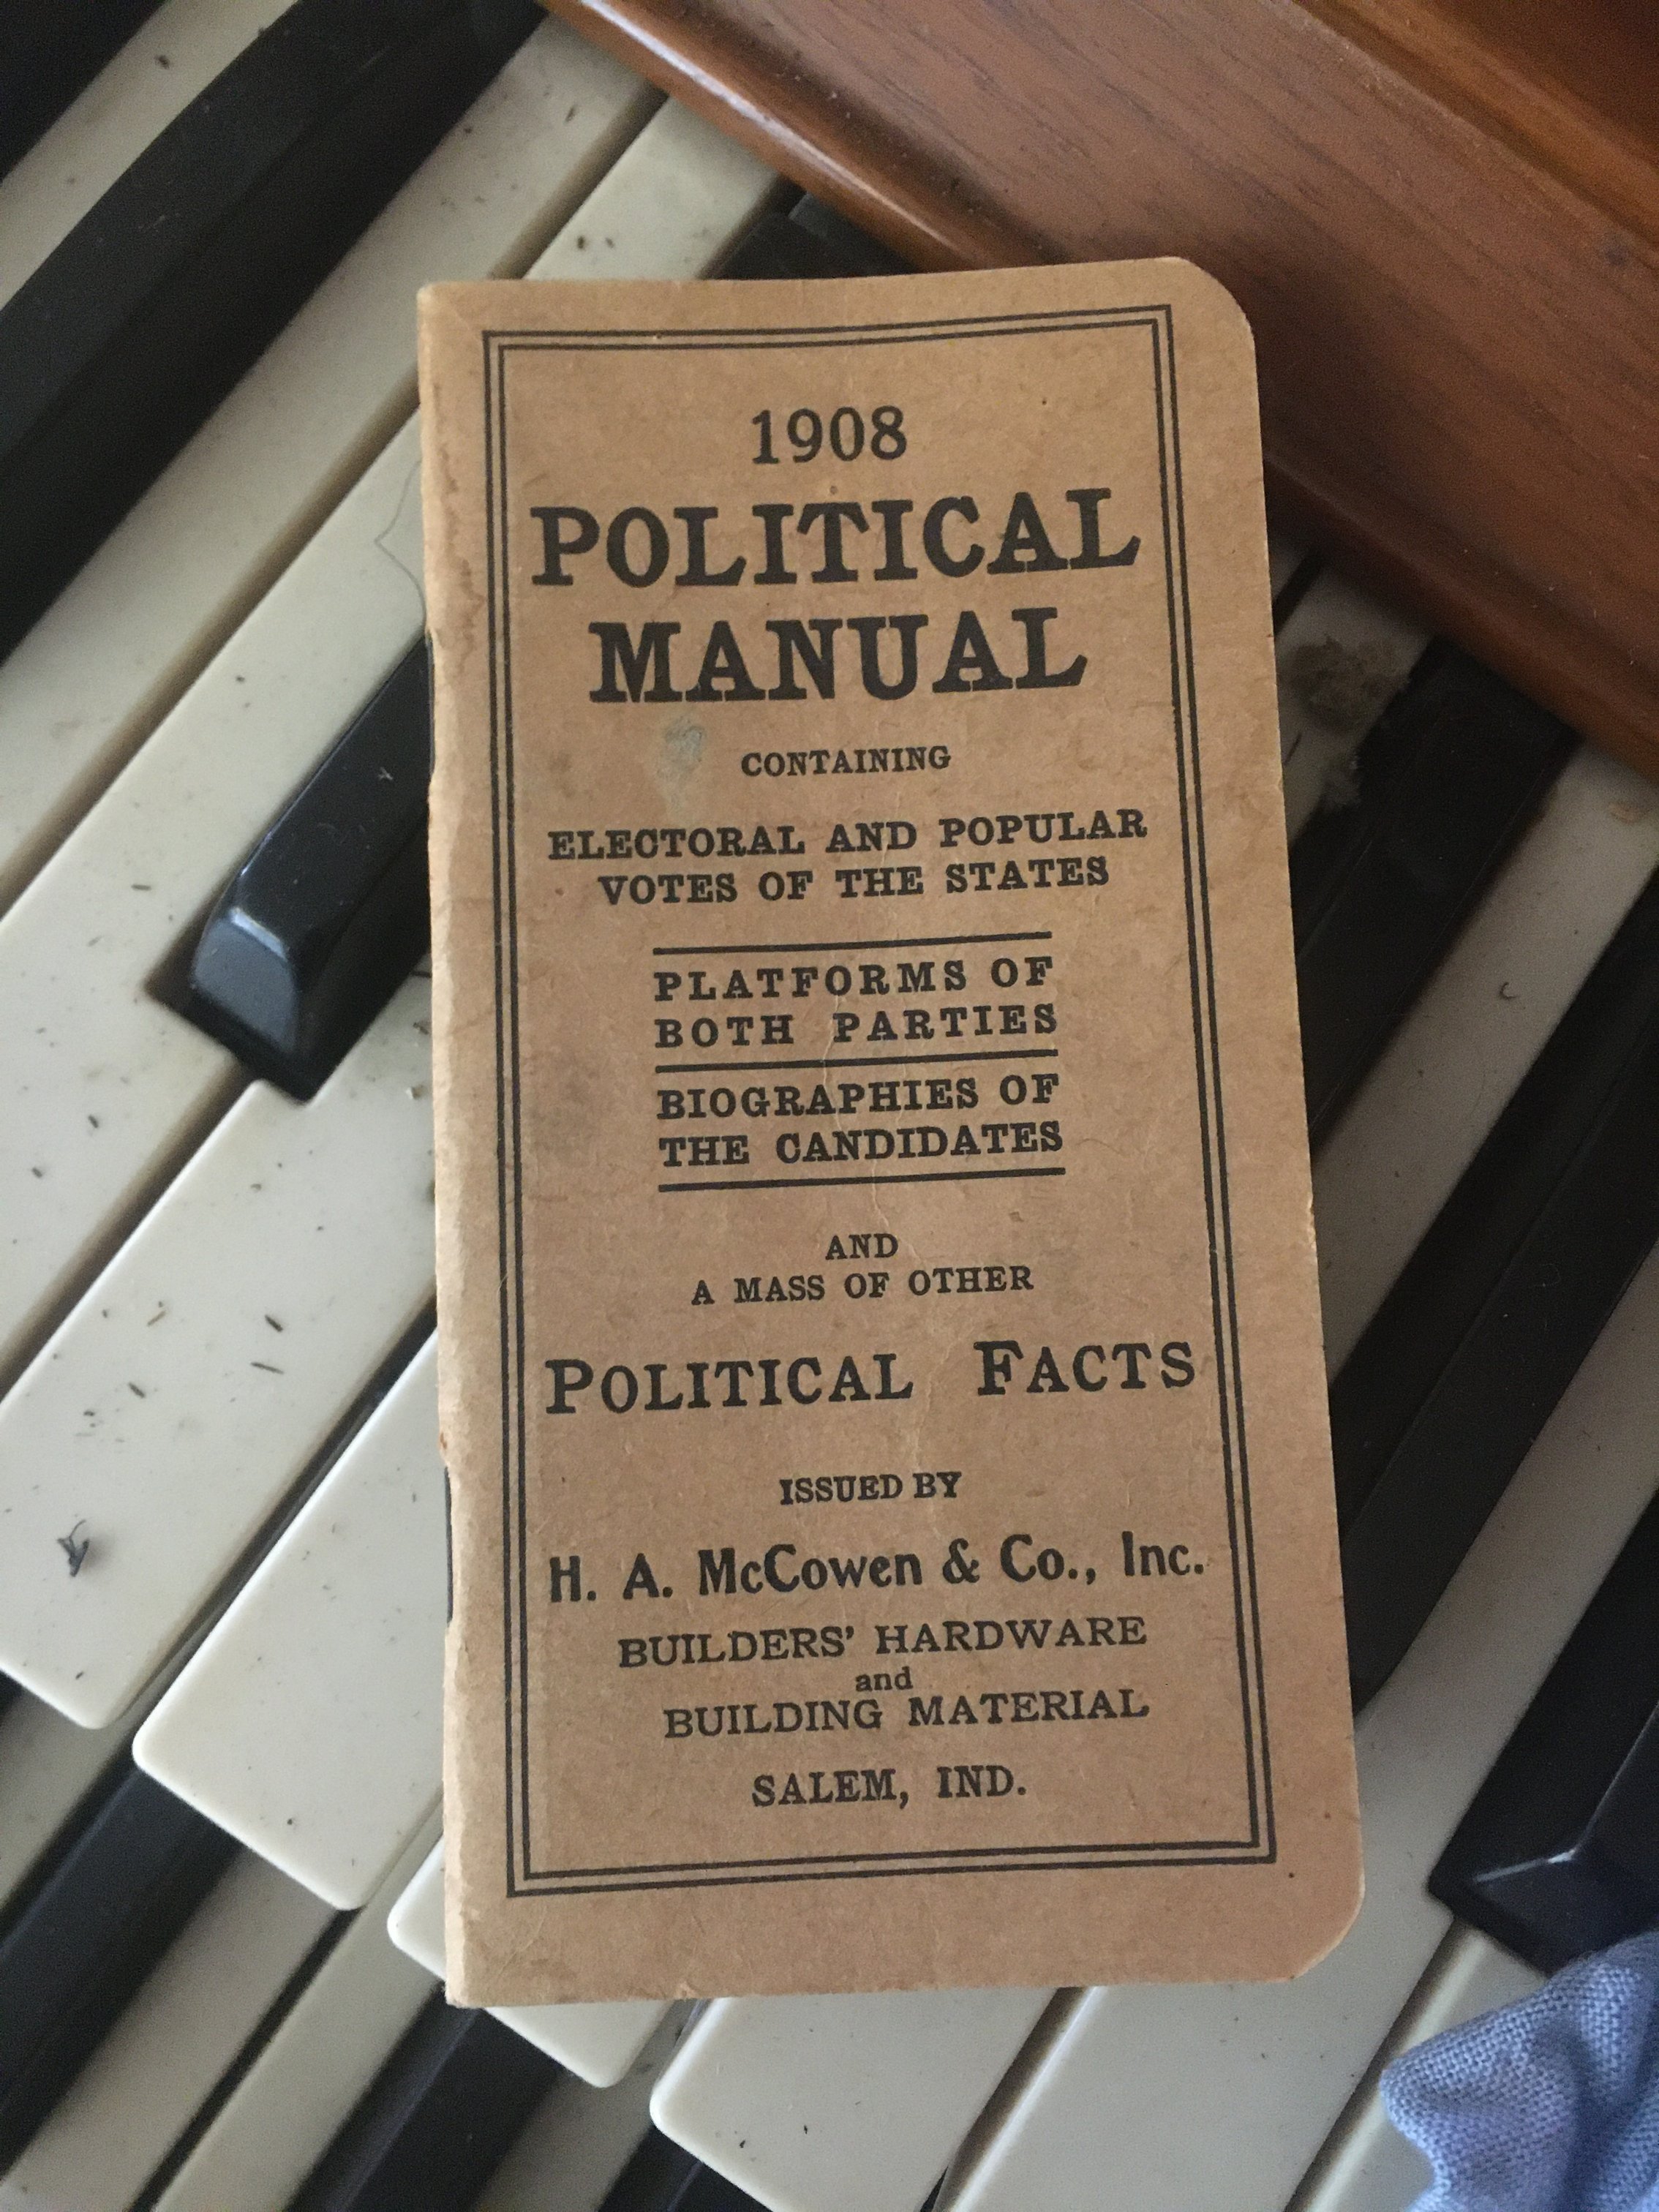 1908
POLITICAL
MANUAL
CONTAINING
ELECTORAL AND POPULAR
VOTES OF THE STATES
PLATFORMS OF
BOTH PARTIES
BIOGRAPHIES OF
THE CANDIDATES
AND
A MASS OF OTHER
POLITICAL FACTS
ISSUED BY
H. A. McCowen & Co., Inc.
BUILDERS' HARDWARE
and
BUILDING MATERIAL
SALEM, IND.